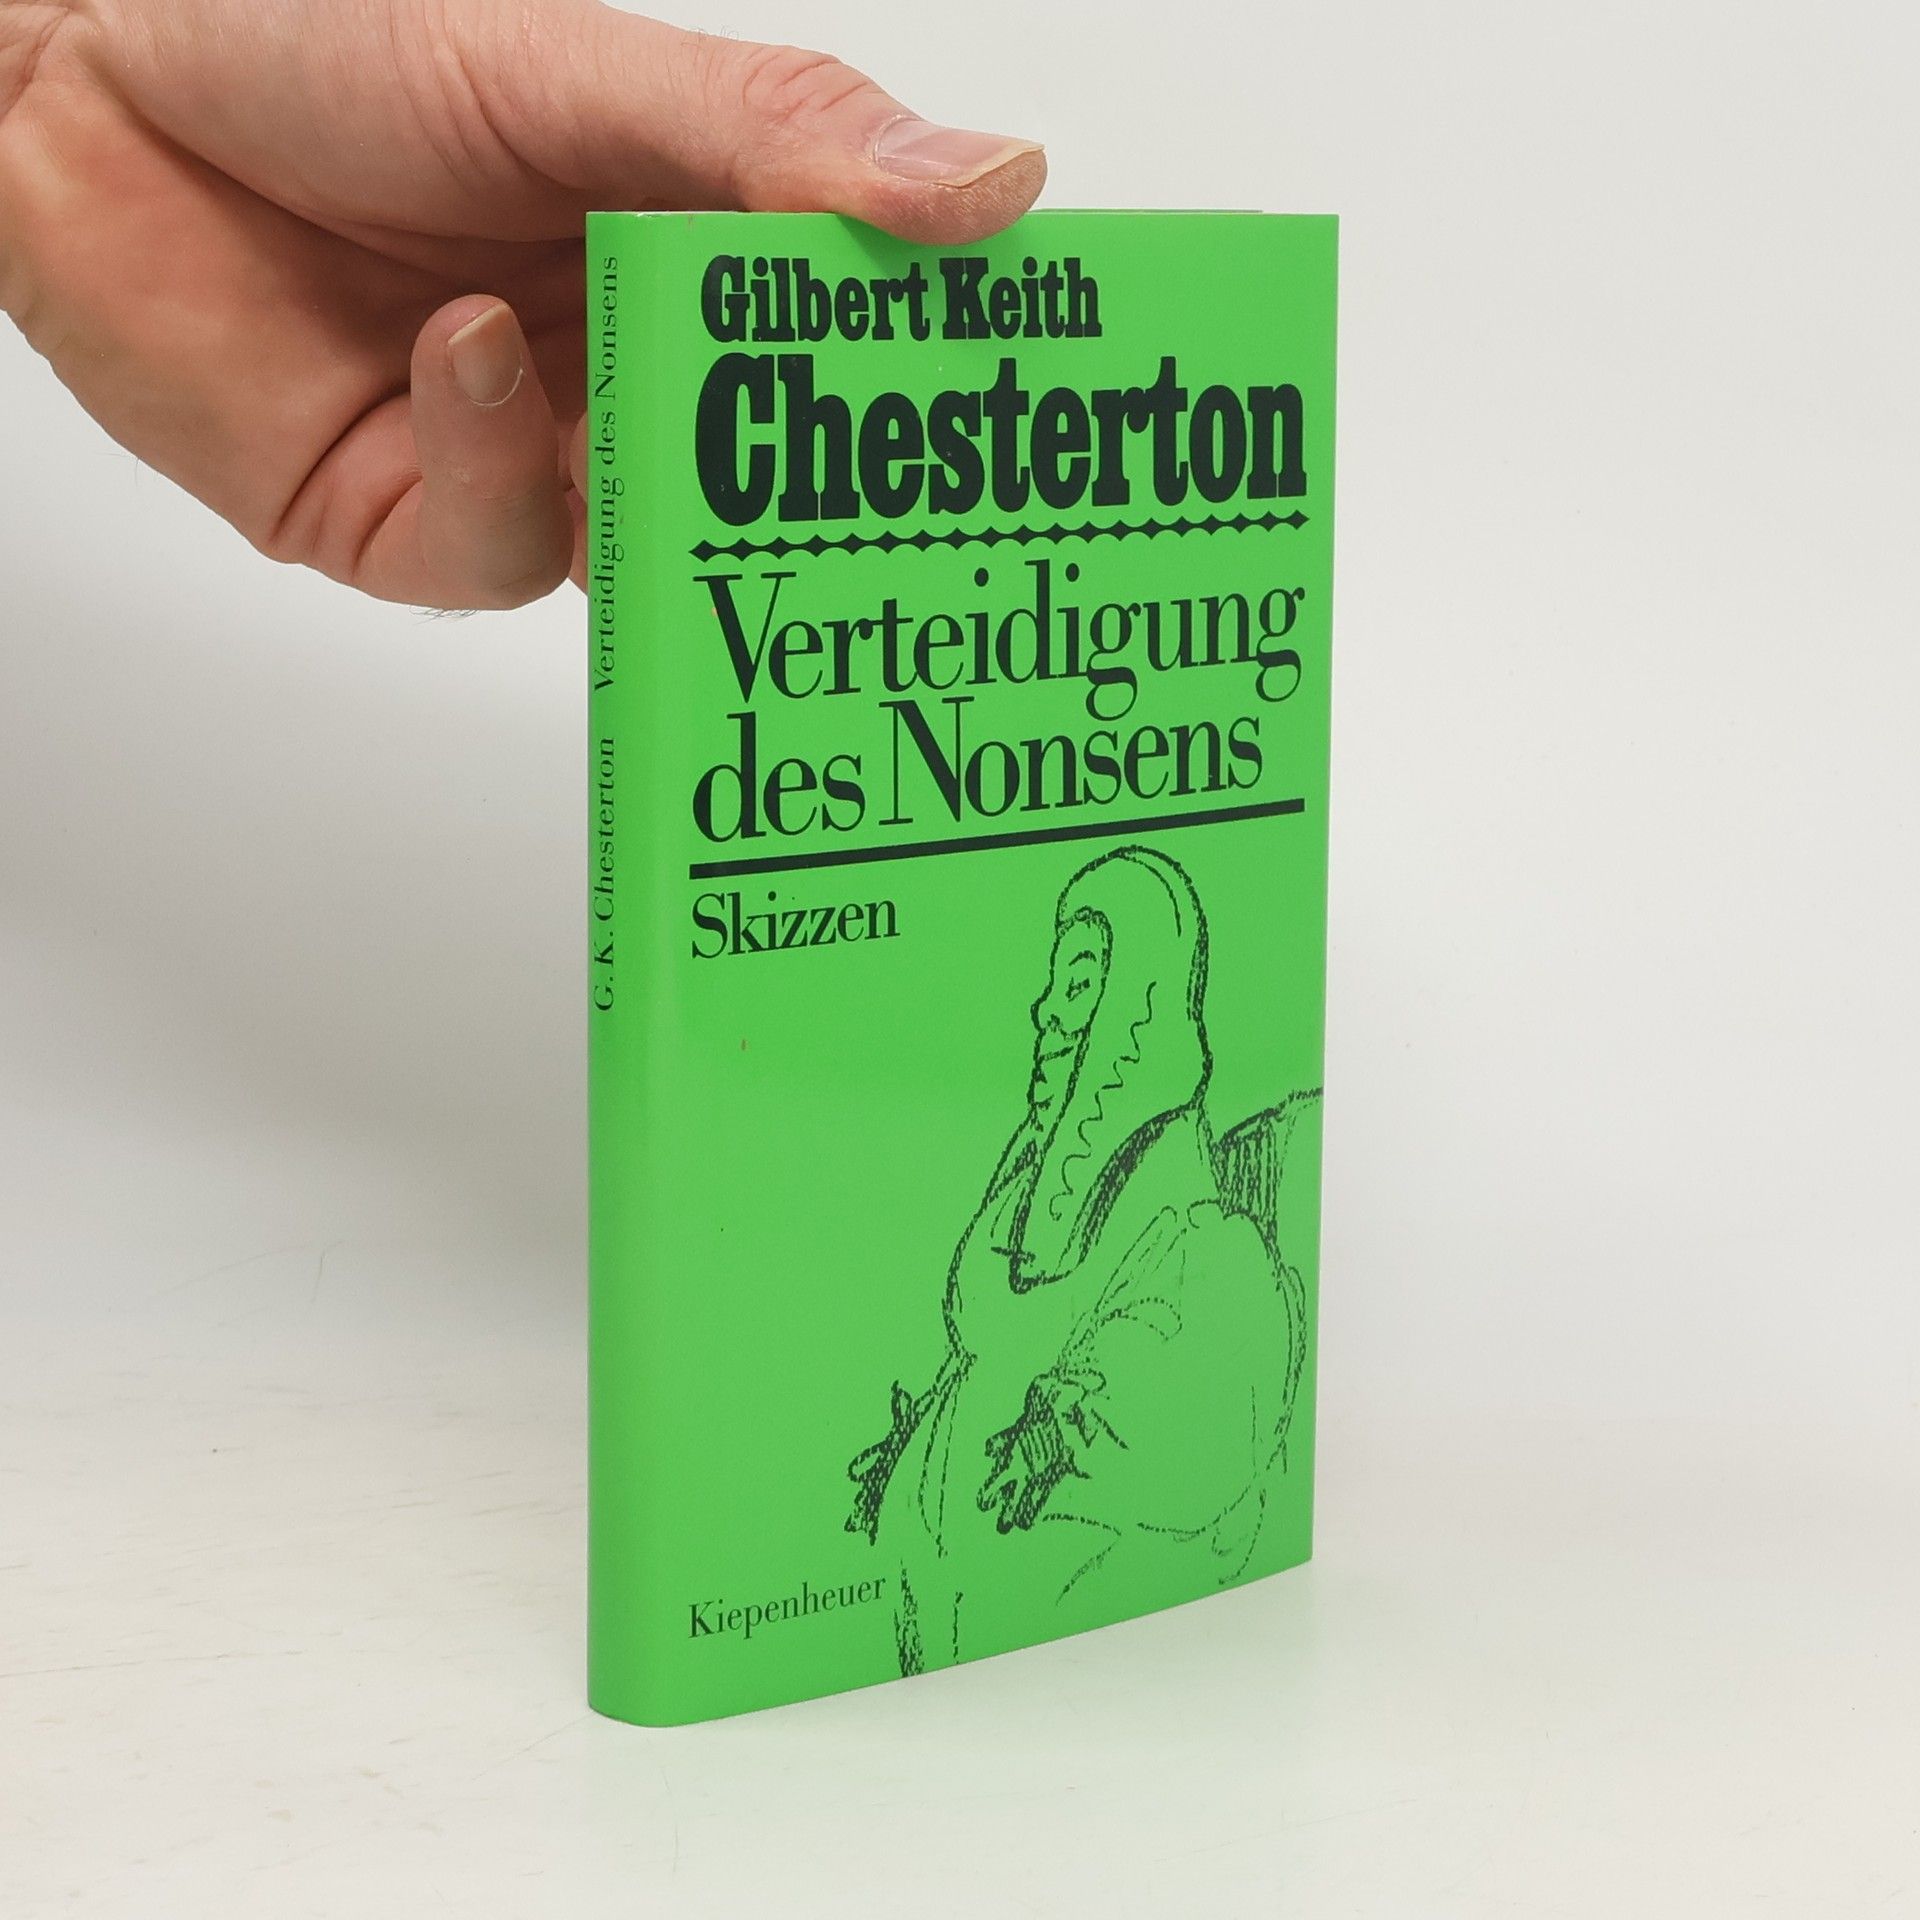 Gilbert Keith
Chesterton
Verteidigung
des Nonsens
Skizzen
Kiepenheuer
G. K. Chesterton Verteidigung des Nonsens